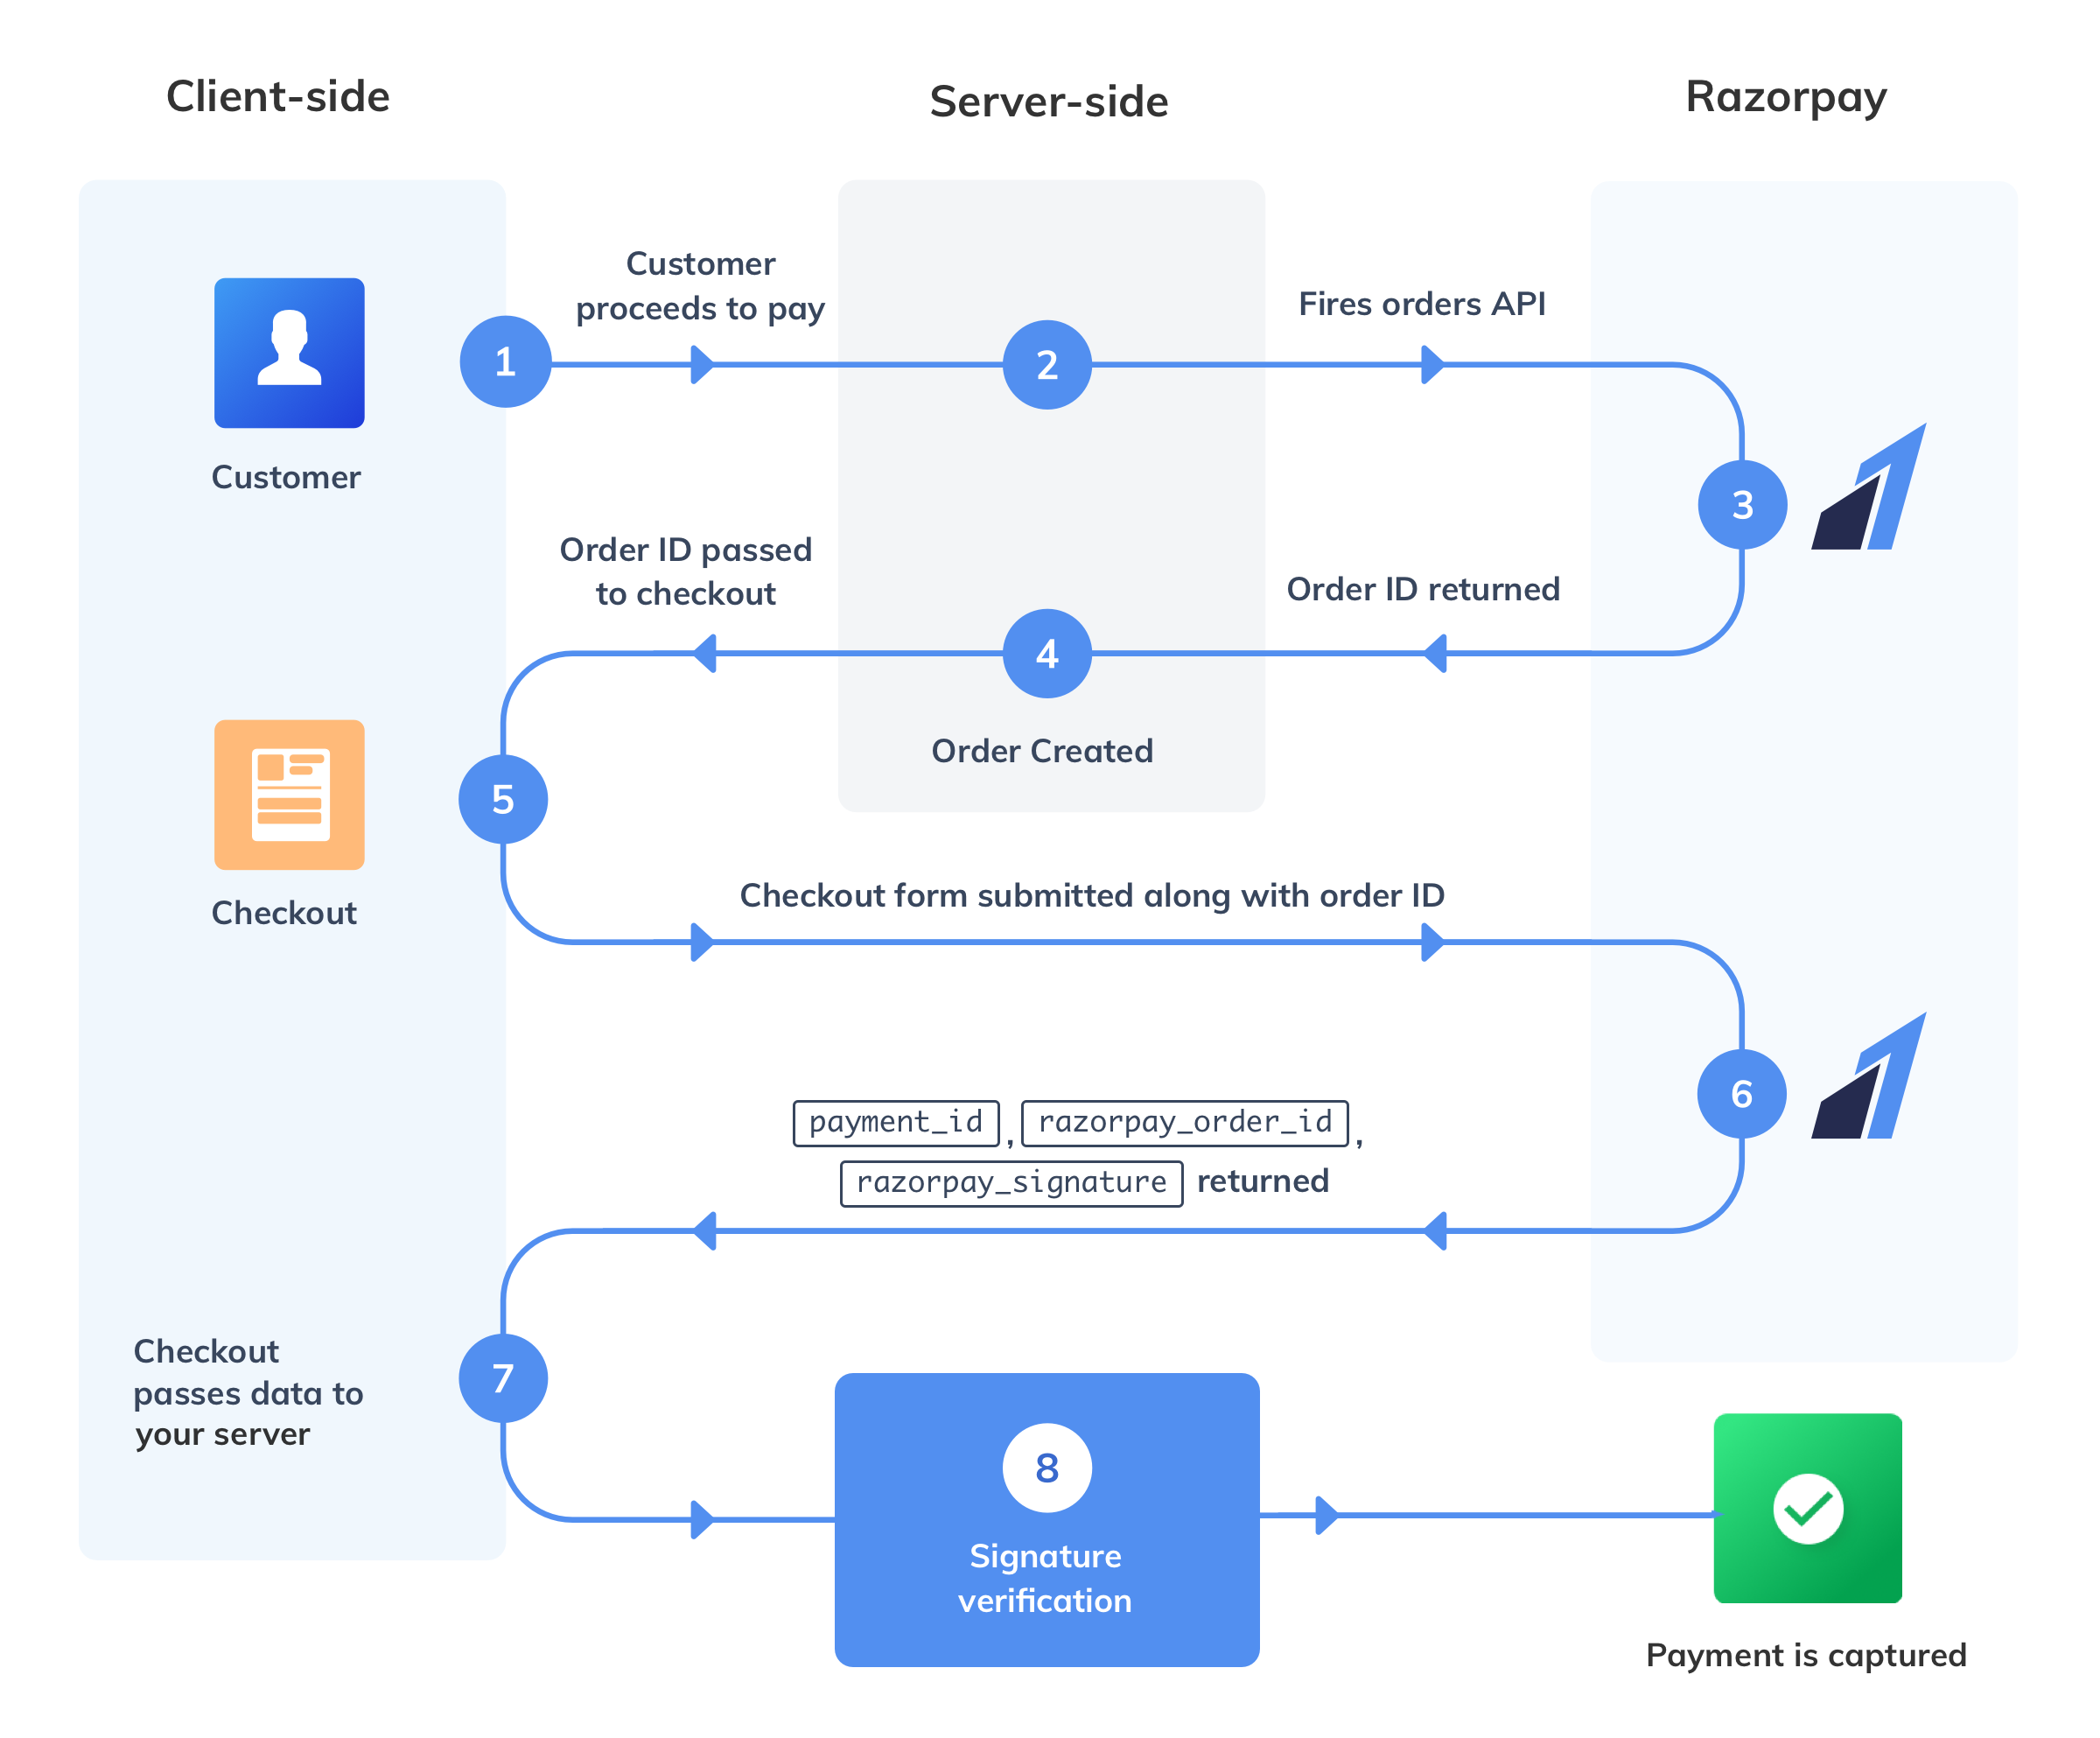 Client-side
Server-side
Razorpay
Customer
proceeds to pay
Fires orders API
1
2
Customer
3
Order ID passed
to checkout
Order ID returned
4
Order Created
5
Checkout
Checkout form submitted along with order ID
6
payment_id , razorpay_order_id ,
razorpay_signature returned
Checkout
passes data to
your server
7
8
Signature
verification
Payment is captured